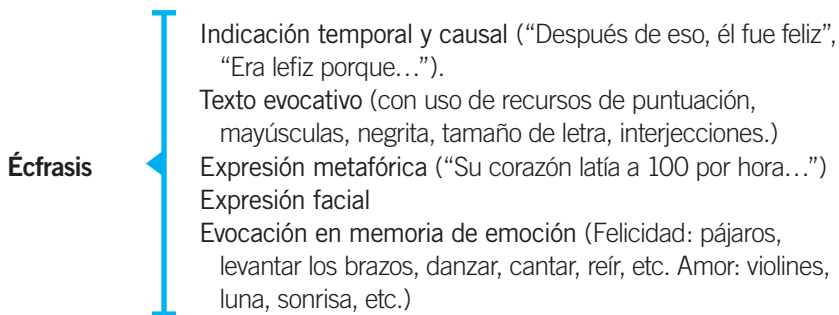 Écfrasis
Indicación temporal y causal (“Después de eso, él fue feliz”,
“Era lefiz porque…”).
Texto evocativo (con uso de recursos de puntuación,
mayúsculas, negrita, tamaño de letra, interjecciones.)
Expresión metafórica (“Su corazón latía a 100 por hora…”)
Expresión facial
Evocación en memoria de emoción (Felicidad: pájaros,
levantar los brazos, danzar, cantar, reír, etc. Amor: violines,
luna, sonrisa, etc.)